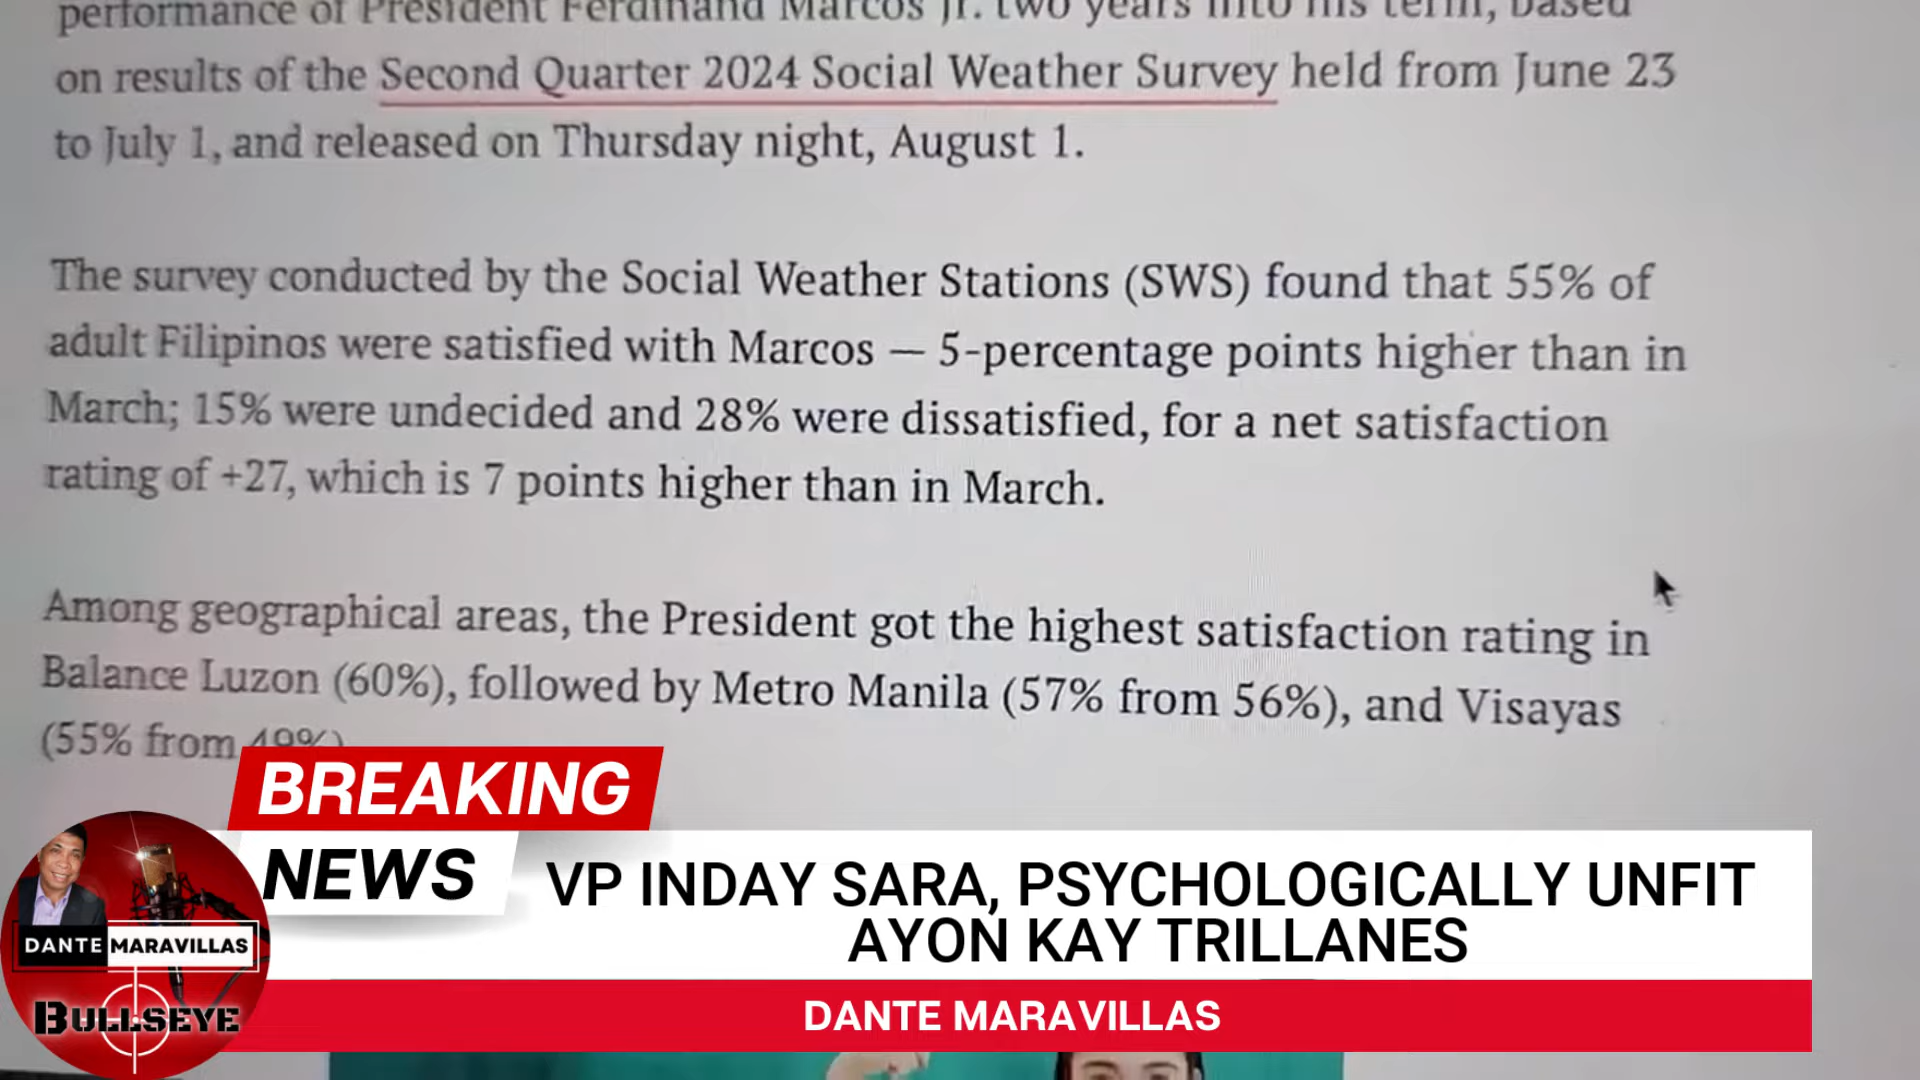 performance of President Ferdinand Marcos Jr. two years into his term, based
on results of the Second Quarter 2024 Social Weather Survey held from June 23
to July 1, and released on Thursday night, August 1.
The survey conducted by the Social Weather Stations (SWS) found that 55% of
adult Filipinos were satisfied with Marcos — 5-percentage points higher than in
March; 15% were undecided and 28% were dissatisfied, for a net satisfaction
rating of +27, which is 7 points higher than in March.
Among geographical areas, the President got the highest satisfaction rating in
Balance Luzon (60%), followed by Metro Manila (57% from 56%), and Visayas
(55% from 49%)
BREAKING
NEWS
VP INDAY SARA, PSYCHOLOGICALLY UNFIT
AYON KAY TRILLANES
DANTE MARAVILLAS
DANTE MARAVILLAS
BULLSEYE